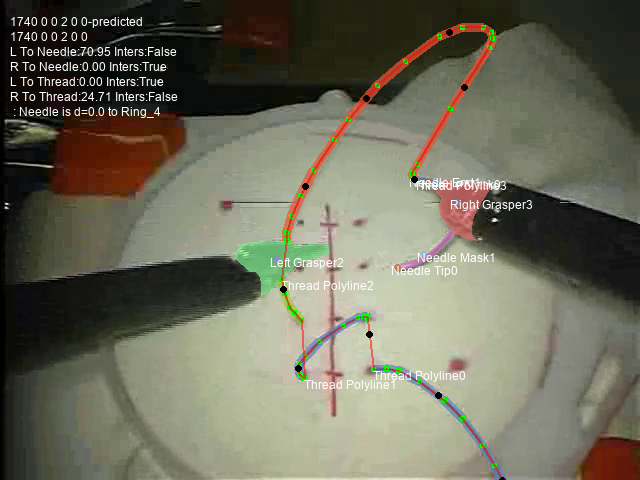 1740 0 0 2 0 0-predicted
1740 0 0 2 0 0
L To Needle:70.95 Inters:False
R To Needle:0.00 Inters:True
L To Thread:0.00 Inters:True
R To Thread:24.71 Inters:False
: Needle is d=0.0 to Ring_4
Thread Polyline3
Right Grasper3
Needle Mask1
Left Grasper2
Needle Tip0
Thread Polyline2
Thread Polyline0
Thread Polyline1